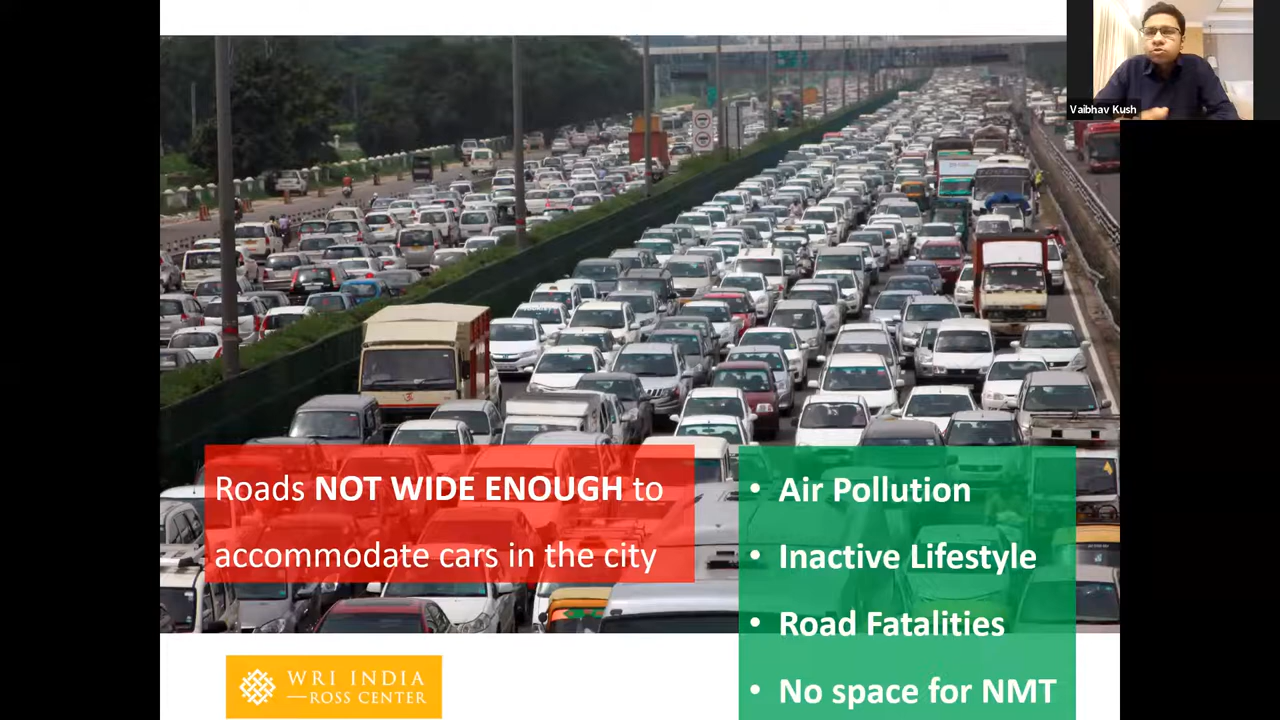 Vaibhav Kush
Roads NOT WIDE ENOUGH to
accommodate cars in the city
• Air Pollution
• Inactive Lifestyle
• Road Fatalities
• No space for NMT
WRI INDIA
ROSS CENTER